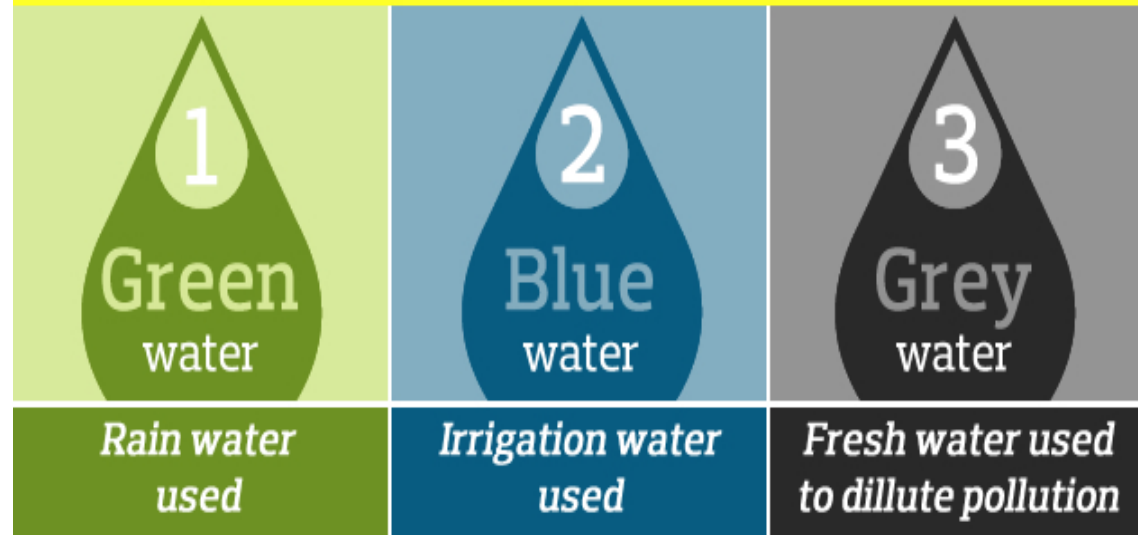 1
Green
water
Rain water
used
2
Blue
water
Irrigation water
used
3
Grey
water
Fresh water used
to dillute pollution